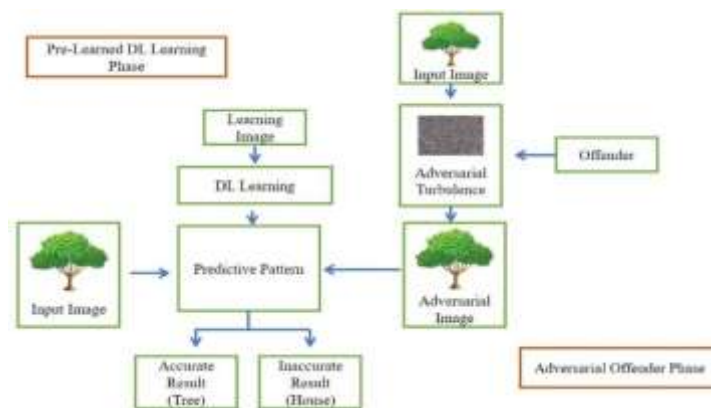 Pre-Learned DL Learning
Phase
Input Image
Learning
Image
Adversarial
Turbulence
Offender
DL Learning
Input Image
Predictive Pattern
Adversarial
Image
Accurate
Result
(Tree)
Inaccurate
Result
(House)
Adversarial Offender Phase